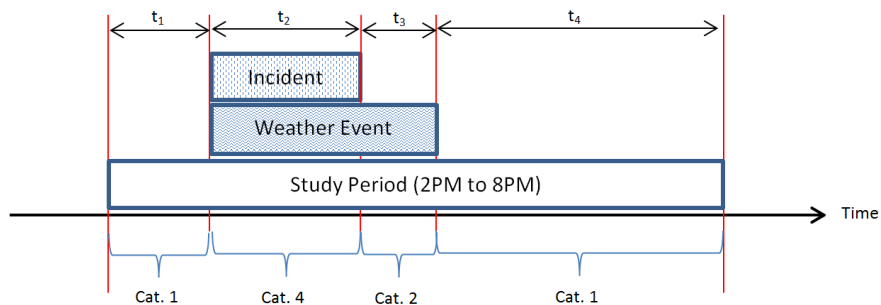 t₁ t₂ t₃ t₄
Incident
Weather Event
Study Period (2PM to 8PM)
Time
Cat. 1 Cat. 4 Cat. 2 Cat. 1